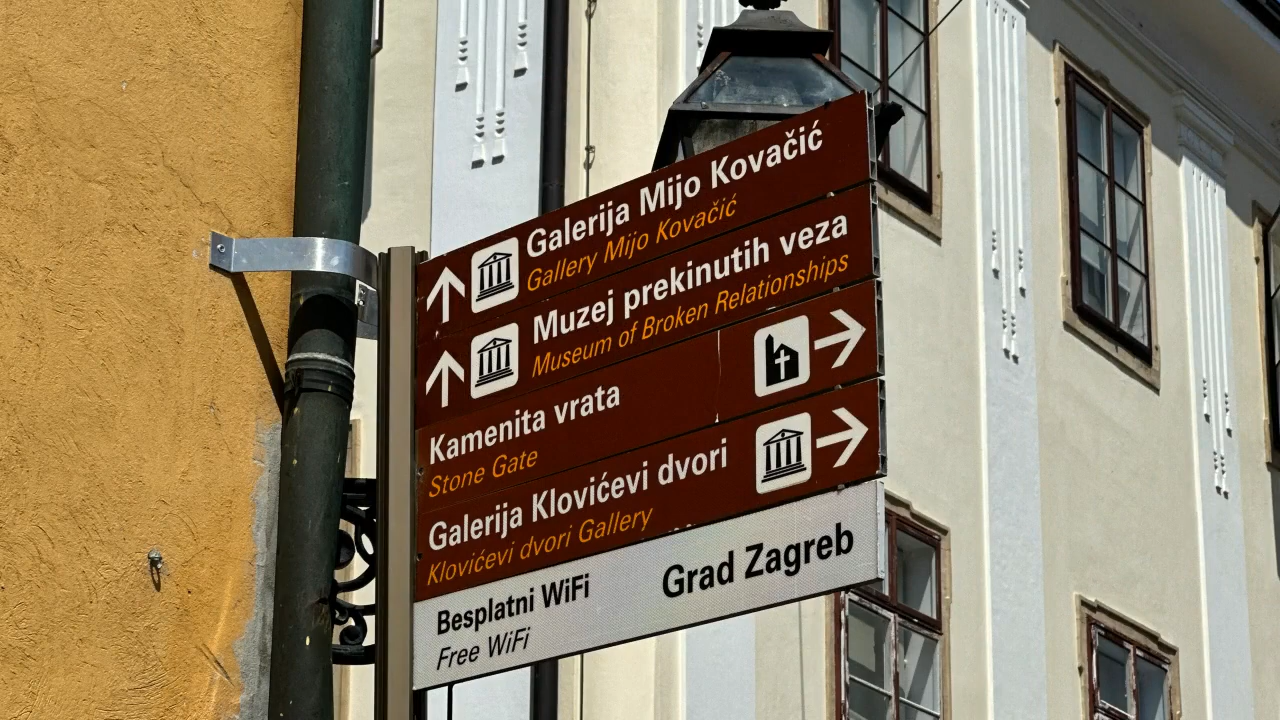 Galerija Mijo Kovačić
Gallery Mijo Kovačić
Muzej prekinutih veza
Museum of Broken Relationships
Kamenita vrata
Stone Gate
Galerija Klovićevi dvori
Klovićevi dvori Gallery
Besplatni WiFi
Free WiFi
Grad Zagreb